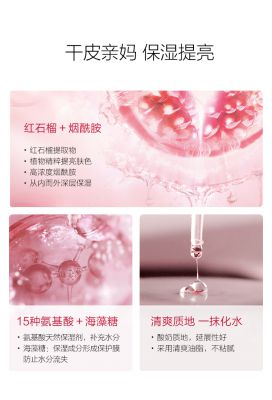 干皮亲妈 保湿提亮
红石榴 + 烟酰胺
• 红石榴提取物
• 植物精粹提亮肤色
• 高浓度烟酰胺
• 从内而外深层保湿
15种氨基酸 + 海藻糖
• 氨基酸天然保湿剂，补充水分
• 海藻糖：保湿成分形成保护膜
防止水分流失
清爽质地 一抹化水
• 酸奶质地，延展性好
• 采用清爽油脂，不粘腻